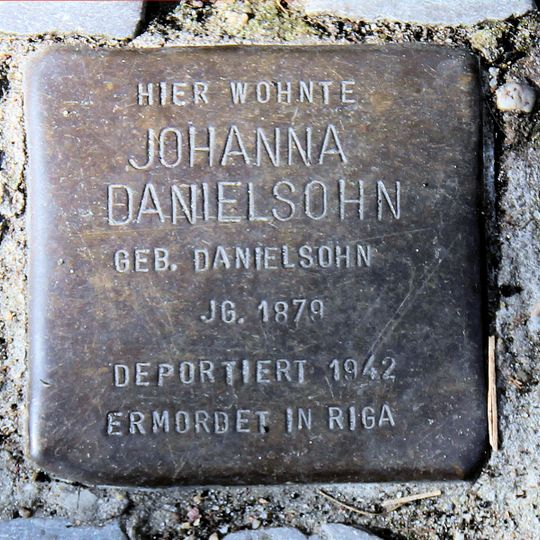 HIER WOHNTE
JOHANNA
DANIELSOHN
GEB. DANIELSOHN
JG. 1879
DEPORTIERT 1942
ERMORDET IN RIGA